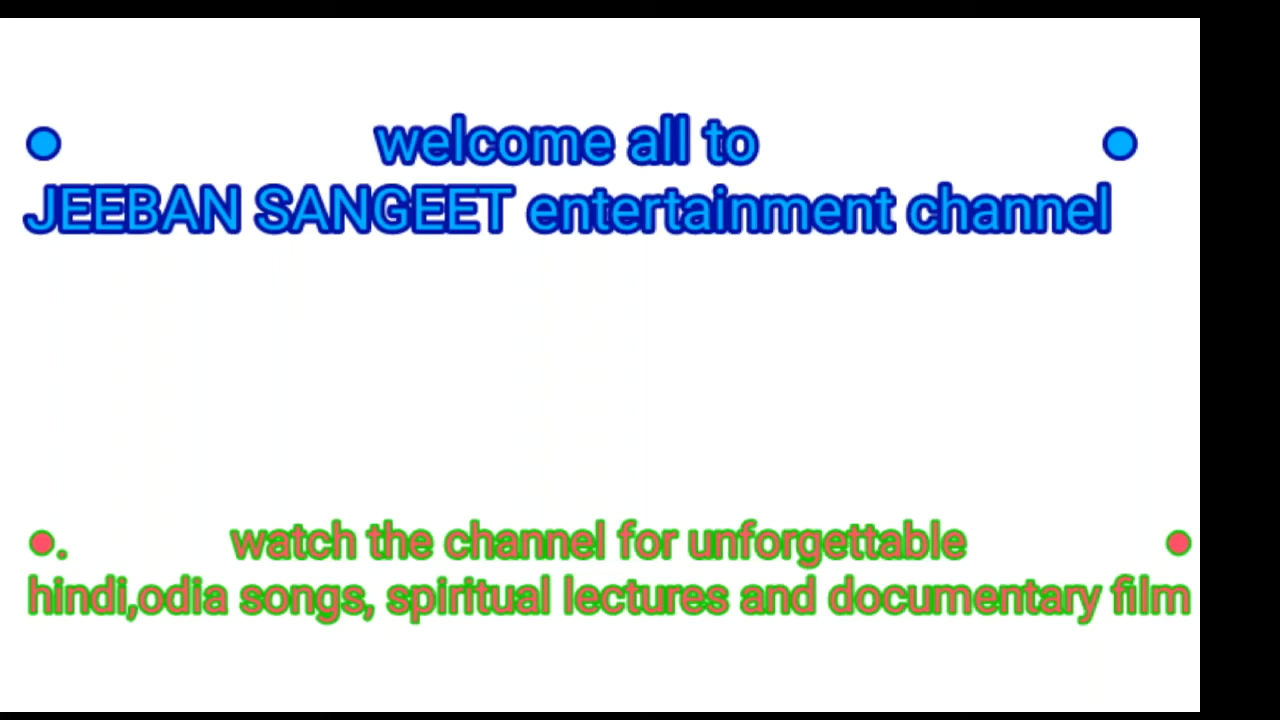 ● welcome all to ●
JEEBAN SANGEET entertainment channel
●. watch the channel for unforgettable ●
hindi,odia songs, spiritual lectures and documentary film